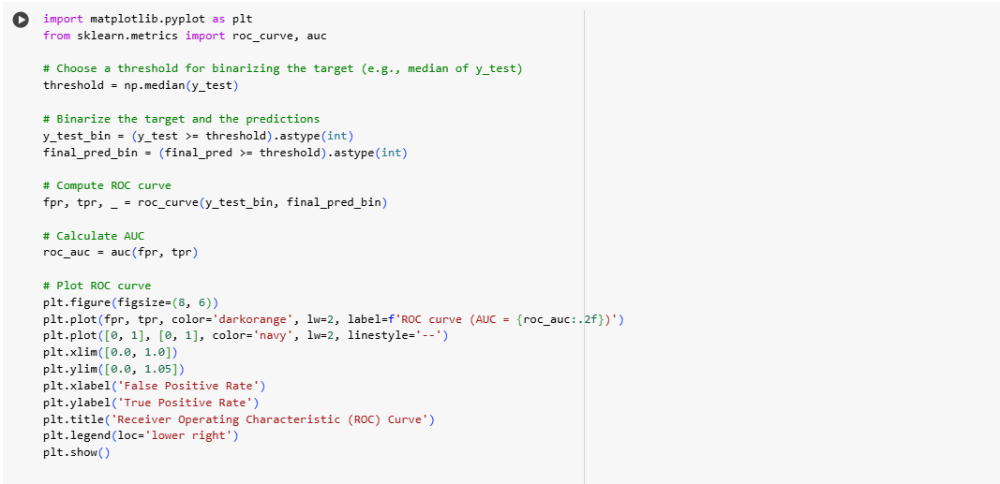 import matplotlib.pyplot as plt
from sklearn.metrics import roc_curve, auc
# Choose a threshold for binarizing the target (e.g., median of y_test)
threshold = np.median(y_test)
# Binarize the target and the predictions
y_test_bin = (y_test >= threshold).astype(int)
final_pred_bin = (final_pred >= threshold).astype(int)
# Compute ROC curve
fpr, tpr, _ = roc_curve(y_test_bin, final_pred_bin)
# Calculate AUC
roc_auc = auc(fpr, tpr)
# Plot ROC curve
plt.figure(figsize=(8, 6))
plt.plot(fpr, tpr, color='darkorange', lw=2, label=f'ROC curve (AUC = {roc_auc:.2f})')
plt.plot([0, 1], [0, 1], color='navy', lw=2, linestyle='--')
plt.xlim([0.0, 1.0])
plt.ylim([0.0, 1.05])
plt.xlabel('False Positive Rate')
plt.ylabel('True Positive Rate')
plt.title('Receiver Operating Characteristic (ROC) Curve')
plt.legend(loc='lower right')
plt.show()